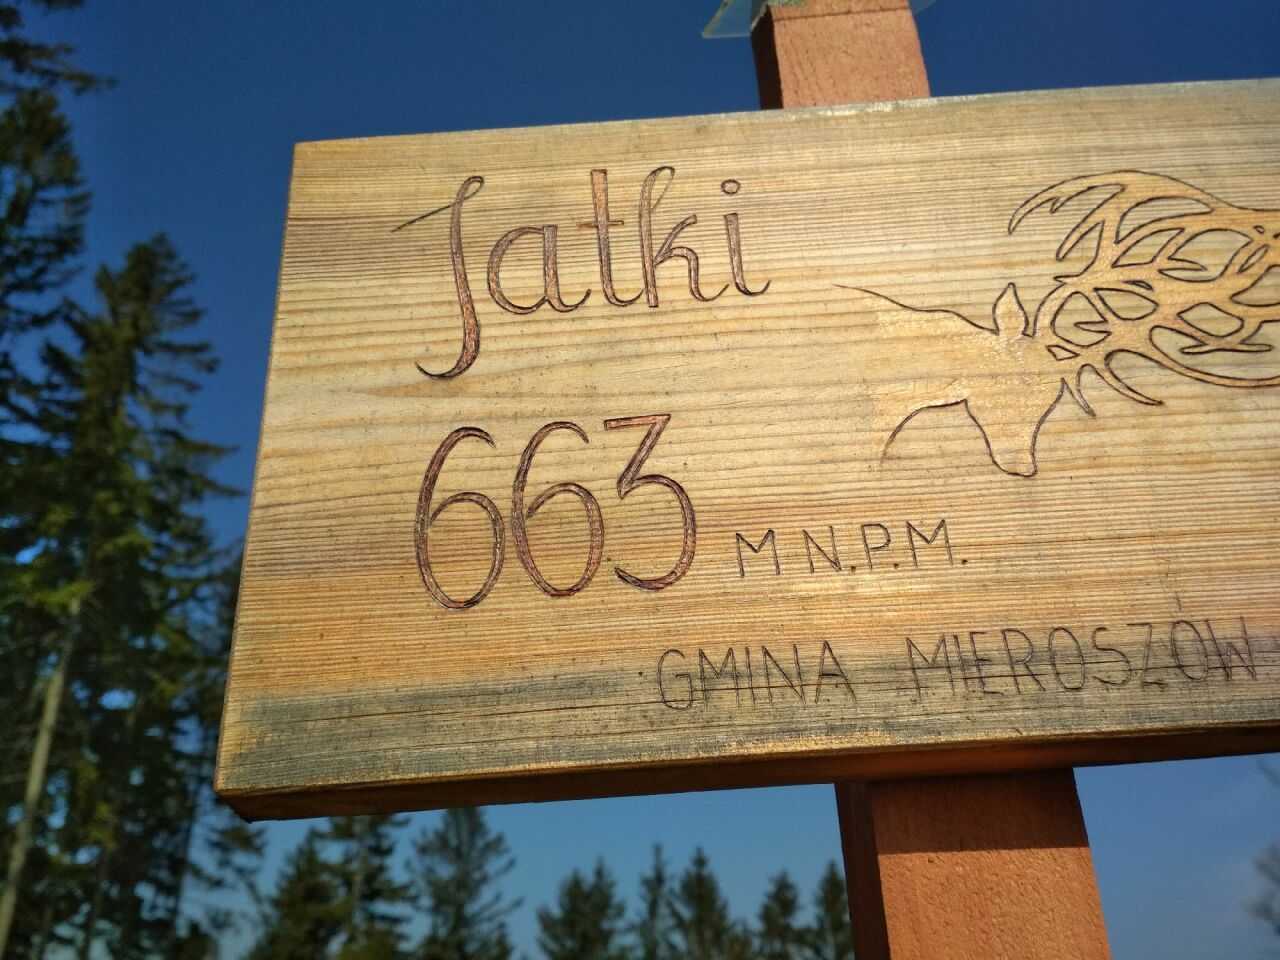 Jatki
663 M N.P.M.
GMINA MIEROSZOW